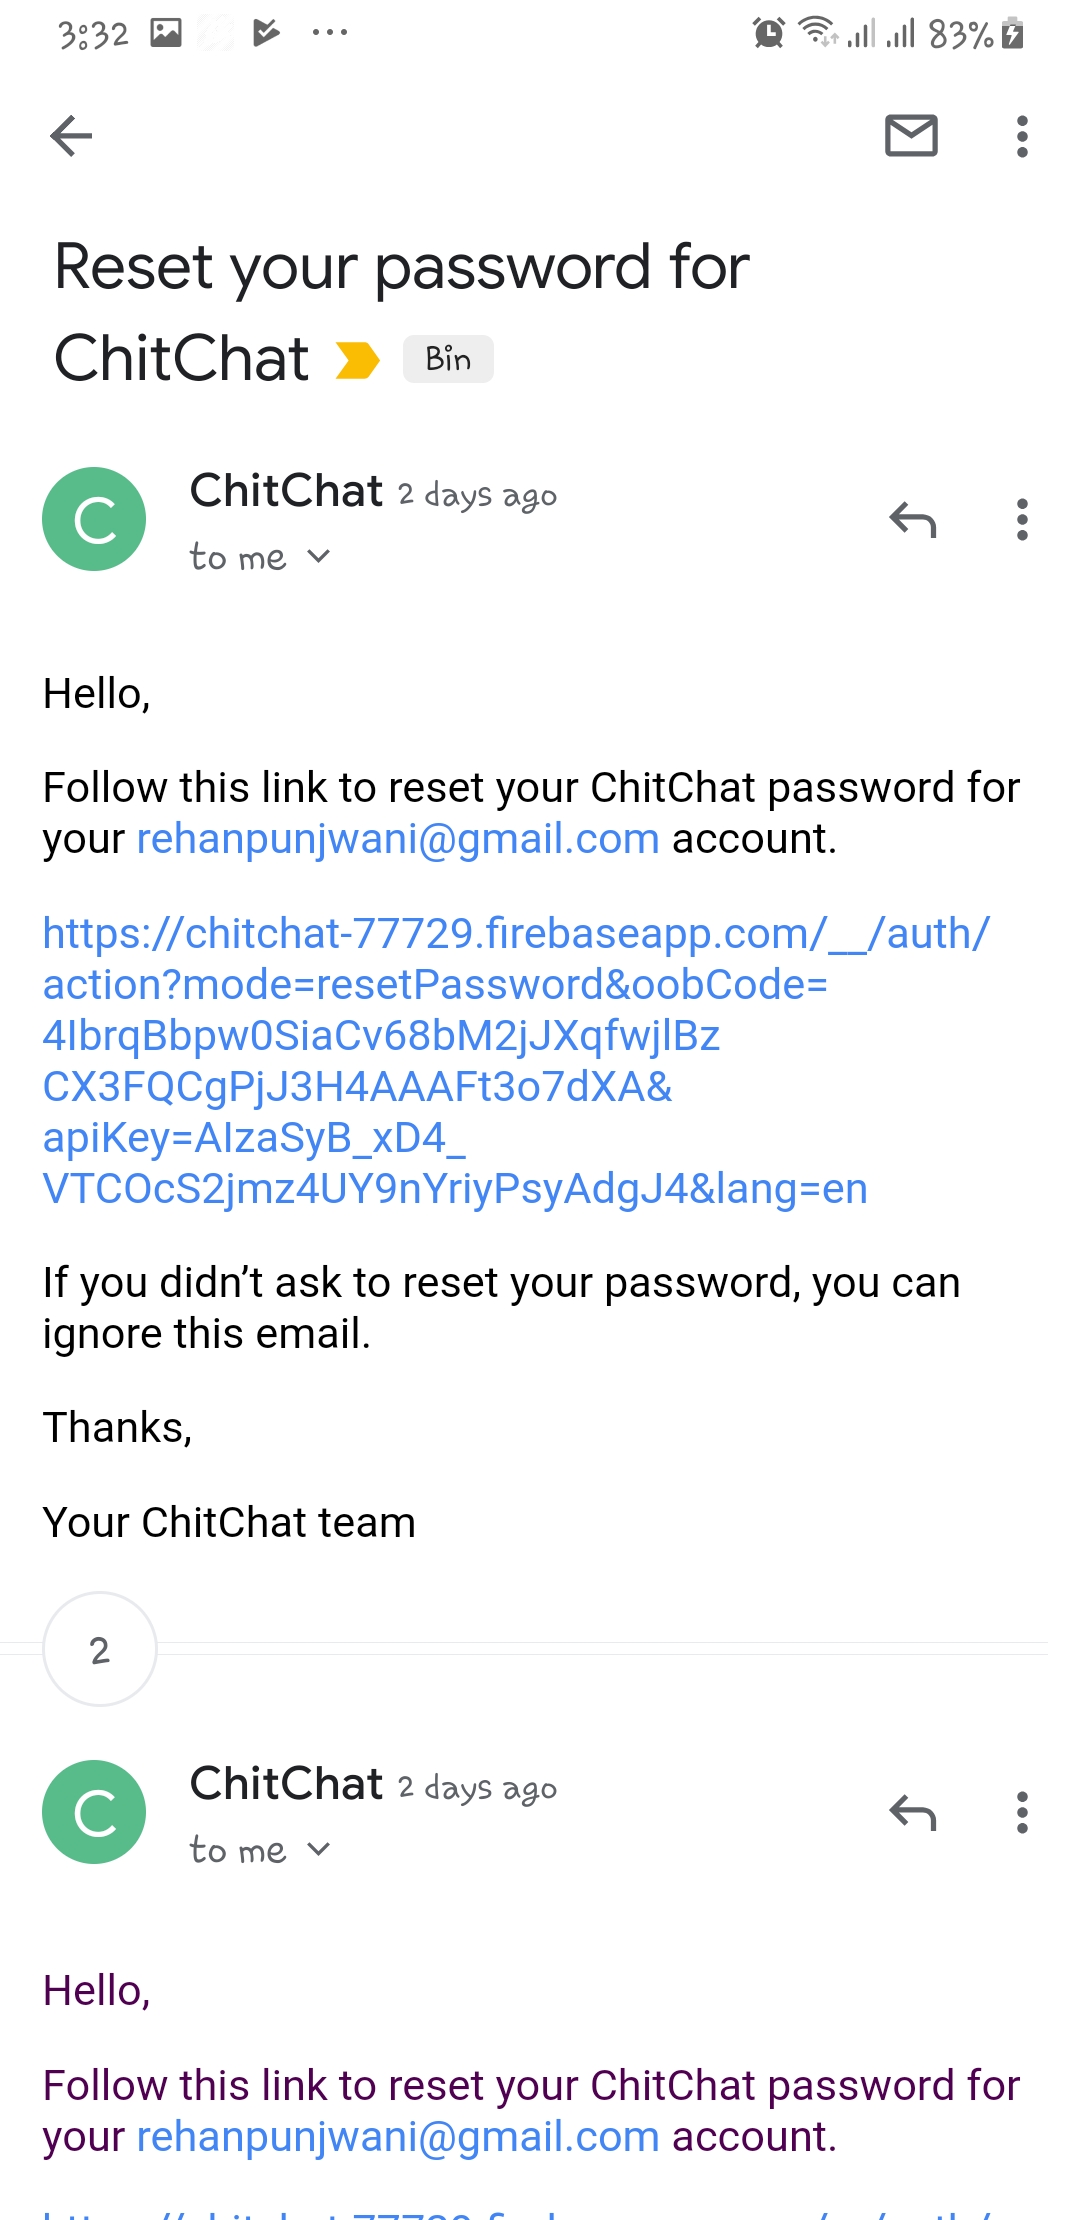 3:32 83%
Reset your password for
ChitChat Bin
C
ChitChat 2 days ago
to me
Hello,
Follow this link to reset your ChitChat password for
your rehanpunjwani@gmail.com account.
https://chitchat-77729.firebaseapp.com/__/auth/
action?mode=resetPassword&oobCode=
4IbrqBbpw0SiaCv68bM2jJXqfwjlBz
CX3FQCgPjJ3H4AAAFt3o7dXA&
apiKey=AIzaSyB_xD4_
VTCOcS2jmz4UY9nYriyPsyAdgJ4&lang=en
If you didn’t ask to reset your password, you can
ignore this email.
Thanks,
Your ChitChat team
2
C
ChitChat 2 days ago
to me
Hello,
Follow this link to reset your ChitChat password for
your rehanpunjwani@gmail.com account.